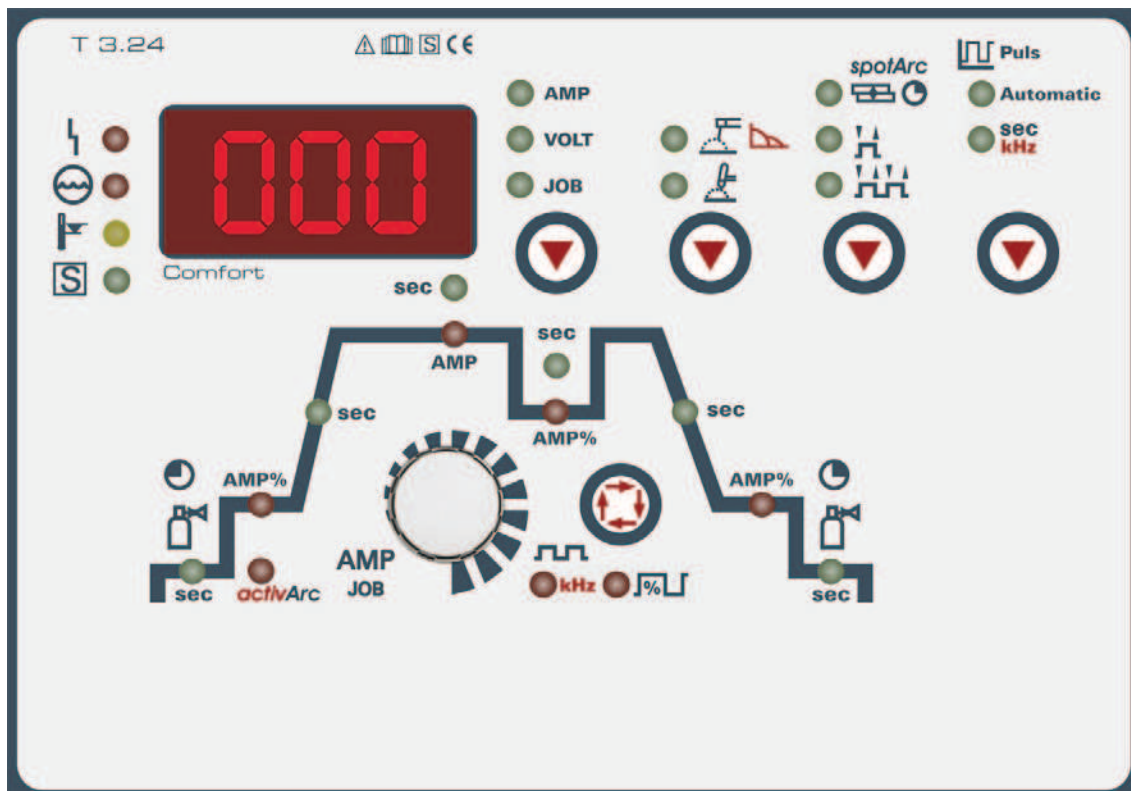 T 3.24 S CE
Puls
spotArc
AMP
Automatic
000
VOLT
sec
kHz
JOB
S
Comfort
sec
sec
AMP
sec
sec
AMP%
AMP%
AMP%
AMP
JOB
sec
activArc
kHz
%
sec